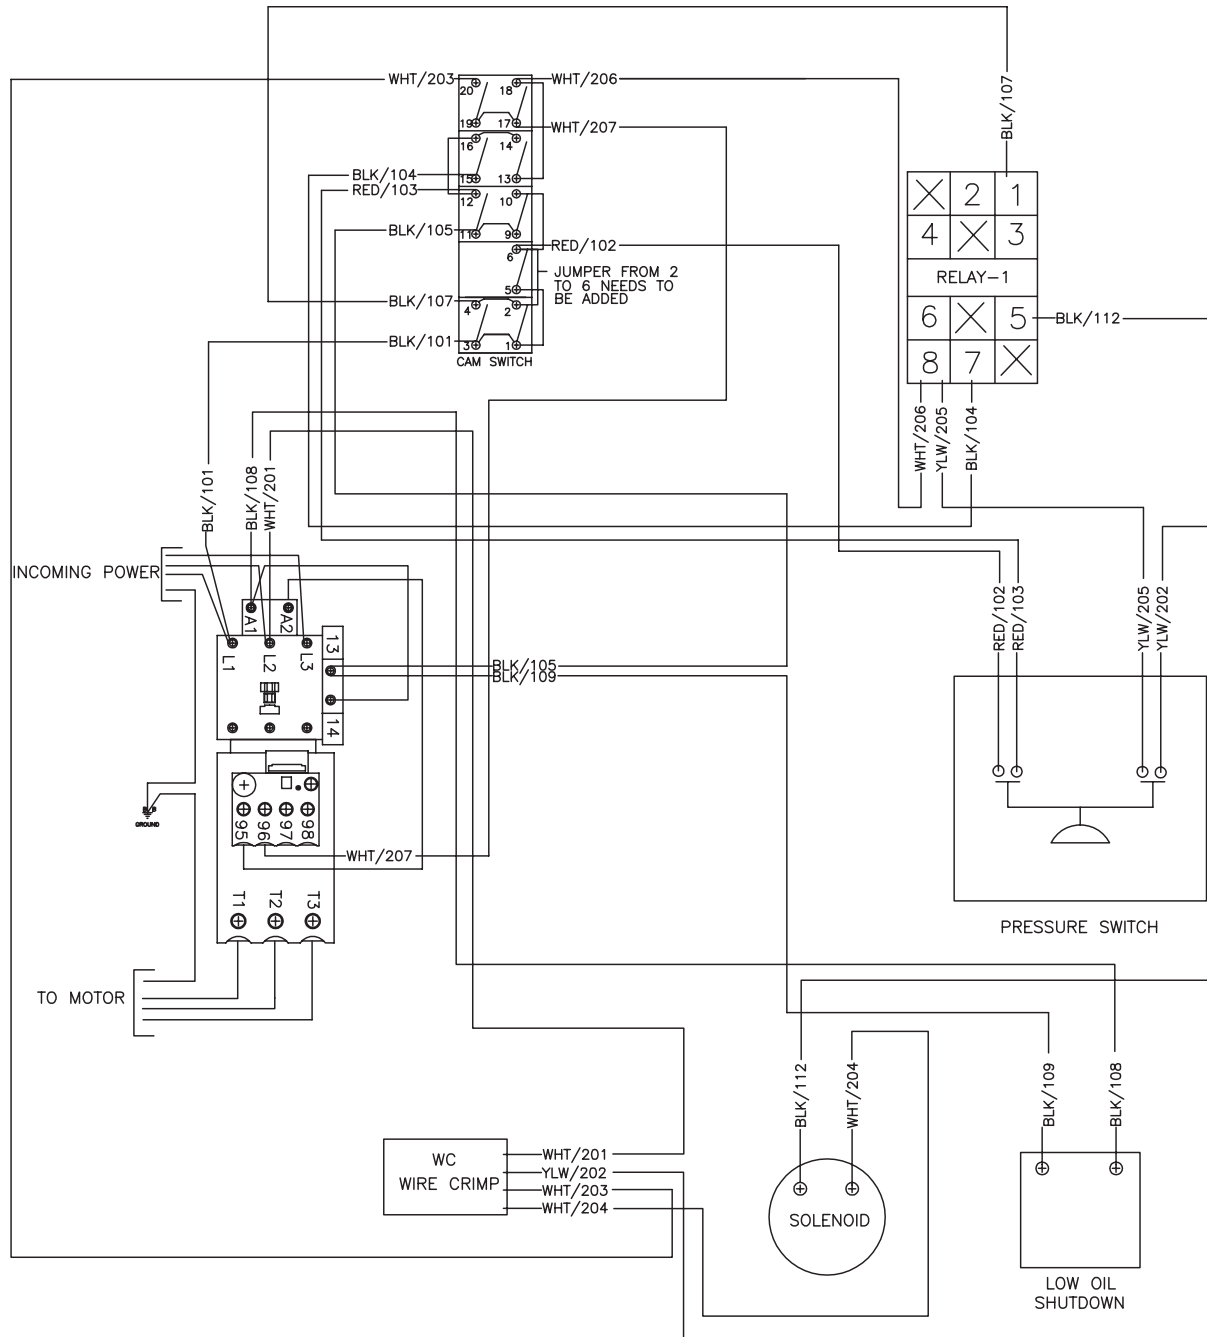 WHT/203
WHT/206
20
18
19
17
WHT/207
16
14
BLK/104
15
13
RED/103
12
10
BLK/105
11
9
RED/102
6
JUMPER FROM 2
TO 6 NEEDS TO
BE ADDED
5
BLK/107
4
2
BLK/101
3
1
CAM SWITCH
BLK/107
2
1
4
3
RELAY-1
6
5
BLK/112
8
7
WHT/206
YLW/205
BLK/104
BLK/101
BLK/108
WHT/201
INCOMING POWER
A1
A2
L1
L2
L3
13
14
BLK/105
BLK/109
RED/102
RED/103
YLW/205
YLW/202
GROUND
95
96
97
98
WHT/207
T1
T2
T3
TO MOTOR
PRESSURE SWITCH
BLK/112
WHT/204
BLK/109
BLK/108
WC
WIRE CRIMP
WHT/201
YLW/202
WHT/203
WHT/204
SOLENOID
LOW OIL
SHUTDOWN